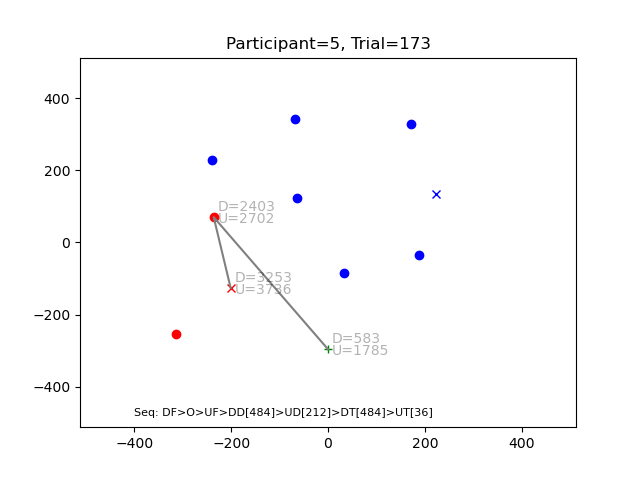 Participant=5, Trial=173
400
200
0
−200
−400
D=2403
U=2702
D=3253
U=3736
D=583
U=1785
Seq: DF>O>UF>DD[484]>UD[212]>DT[484]>UT[36]
−400
−200
0
200
400